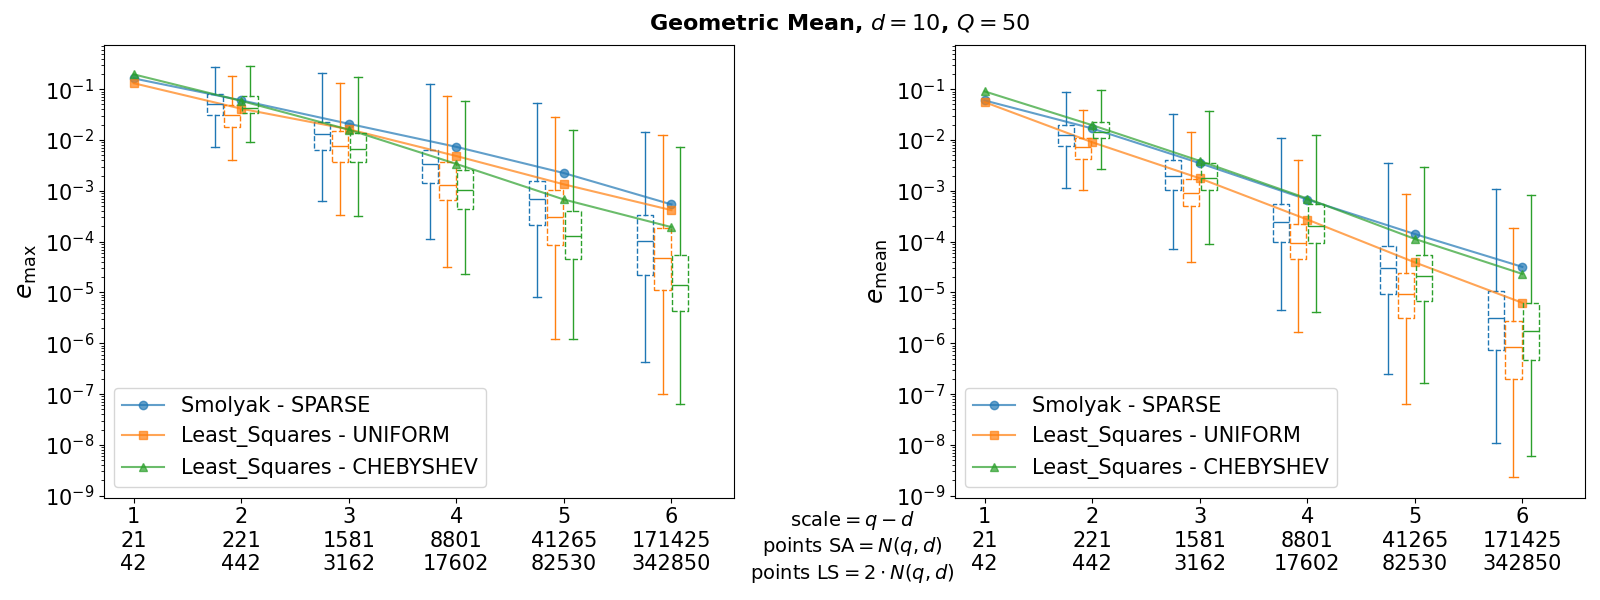 Geometric Mean, d = 10, Q = 50
e_max
10^−1
10^−2
10^−3
10^−4
10^−5
10^−6
10^−7
10^−8
10^−9
Smolyak - SPARSE
Least_Squares - UNIFORM
Least_Squares - CHEBYSHEV
1 2 3 4 5 6
21 221 1581 8801 41265 171425
42 442 3162 17602 82530 342850
scale = q − d
points SA = N(q, d)
points LS = 2 · N(q, d)
e_mean
10^−1
10^−2
10^−3
10^−4
10^−5
10^−6
10^−7
10^−8
10^−9
Smolyak - SPARSE
Least_Squares - UNIFORM
Least_Squares - CHEBYSHEV
1 2 3 4 5 6
21 221 1581 8801 41265 171425
42 442 3162 17602 82530 342850